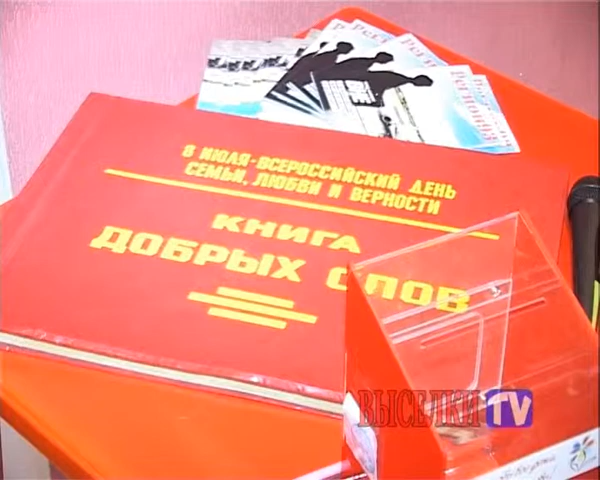 8 ИЮЛЯ-ВСЕРОССИЙСКИЙ ДЕНЬ
СЕМЬИ, ЛЮБВИ И ВЕРНОСТИ
КНИГА
ДОБРЫХ СЛОВ
ВЫСЕЛКИ TV